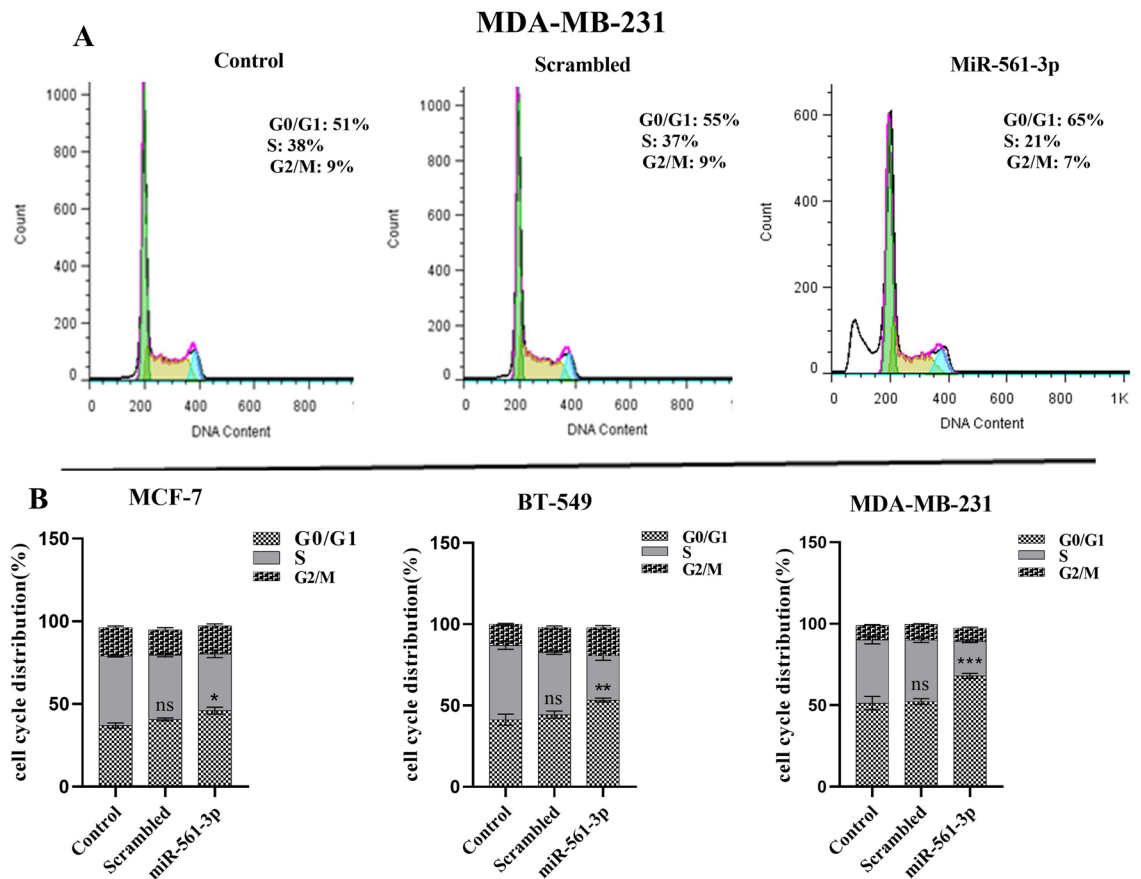 MDA-MB-231
A
Control
Scrambled
MiR-561-3p
G0/G1: 51%
S: 38%
G2/M: 9%
Count
1000
800
600
400
200
0
0 200 400 600 800
DNA Content
G0/G1: 55%
S: 37%
G2/M: 9%
Count
1000
800
600
400
200
0
0 200 400 600 800
DNA Content
G0/G1: 65%
S: 21%
G2/M: 7%
Count
600
400
200
0
0 200 400 600 800 1K
DNA Content
B
MCF-7
G0/G1
S
G2/M
cell cycle distribution(%)
150
100
50
0
ns
*
Control
Scrambled
miR-561-3p
BT-549
G0/G1
S
G2/M
cell cycle distribution(%)
150
100
50
0
ns
**
Control
Scrambled
miR-561-3p
MDA-MB-231
G0/G1
S
G2/M
cell cycle distribution(%)
150
100
50
0
ns
***
Control
Scrambled
miR-561-3p